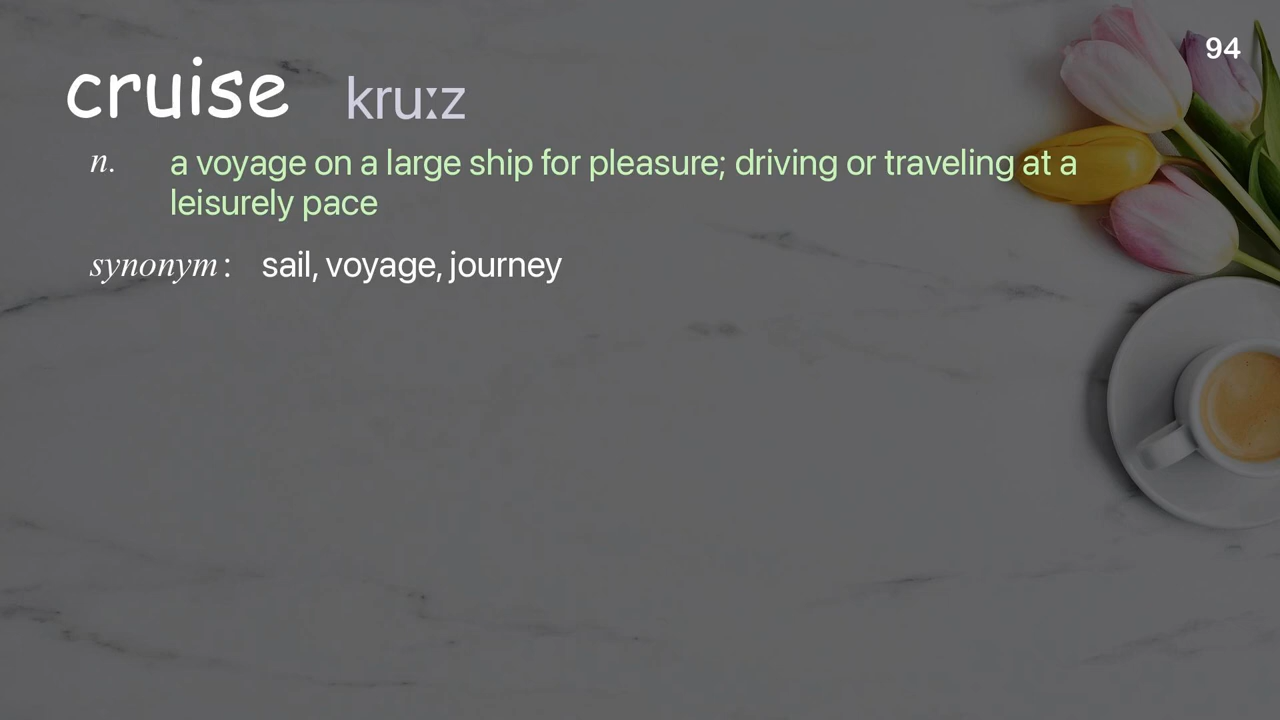 94
cruise kruːz
n. a voyage on a large ship for pleasure; driving or traveling at a
leisurely pace
synonym: sail, voyage, journey